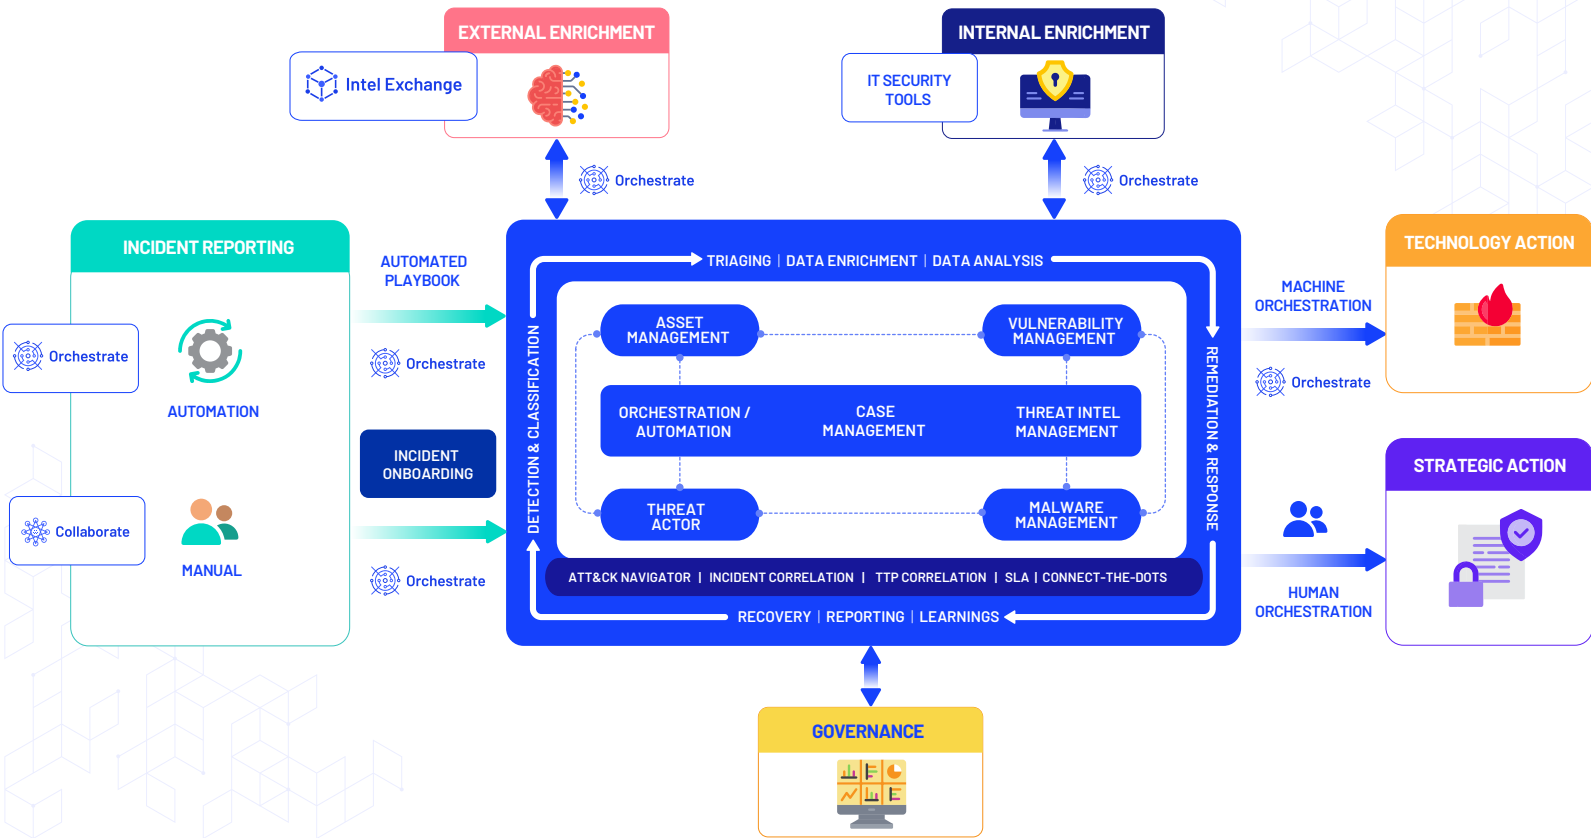 EXTERNAL ENRICHMENT
Intel Exchange
INTERNAL ENRICHMENT
IT SECURITY
TOOLS
Orchestrate
Orchestrate
INCIDENT REPORTING
Orchestrate
AUTOMATION
Collaborate
MANUAL
AUTOMATED
PLAYBOOK
Orchestrate
INCIDENT
ONBOARDING
Orchestrate
TRIAGING | DATA ENRICHMENT | DATA ANALYSIS
DETECTION & CLASSIFICATION
ASSET
MANAGEMENT
VULNERABILITY
MANAGEMENT
ORCHESTRATION /
AUTOMATION
CASE
MANAGEMENT
THREAT INTEL
MANAGEMENT
THREAT
ACTOR
MALWARE
MANAGEMENT
REMEDIATION & RESPONSE
ATT&CK NAVIGATOR | INCIDENT CORRELATION | TTP CORRELATION | SLA | CONNECT-THE-DOTS
RECOVERY | REPORTING | LEARNINGS
MACHINE
ORCHESTRATION
Orchestrate
HUMAN
ORCHESTRATION
TECHNOLOGY ACTION
STRATEGIC ACTION
GOVERNANCE